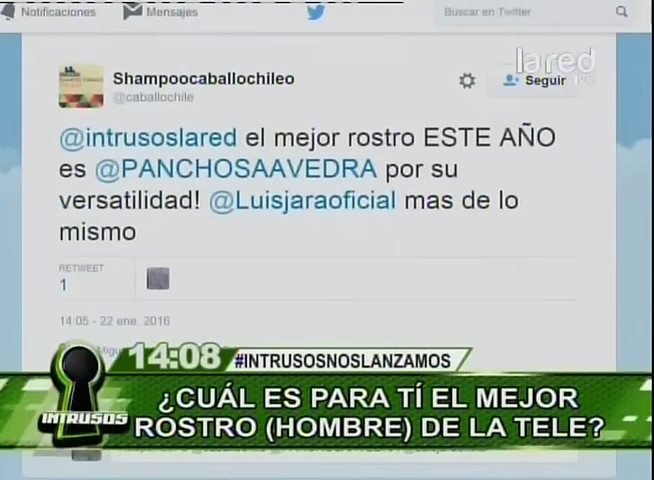 Notificaciones
Mensajes
Buscar en Twitter
lared
Shampoocaballochileo
@caballochile
Seguir
@intrusoslared el mejor rostro ESTE AÑO
es @PANCHOSAAVEDRA por su
versatilidad! @Luisjaraoficial mas de lo
mismo
RETWEET
1
14:05 - 22 ene. 2016
14:08
#INTRUSOSNOSLANZAMOS
¿CUÁL ES PARA TÍ EL MEJOR
ROSTRO (HOMBRE) DE LA TELE?
INTRUSOS